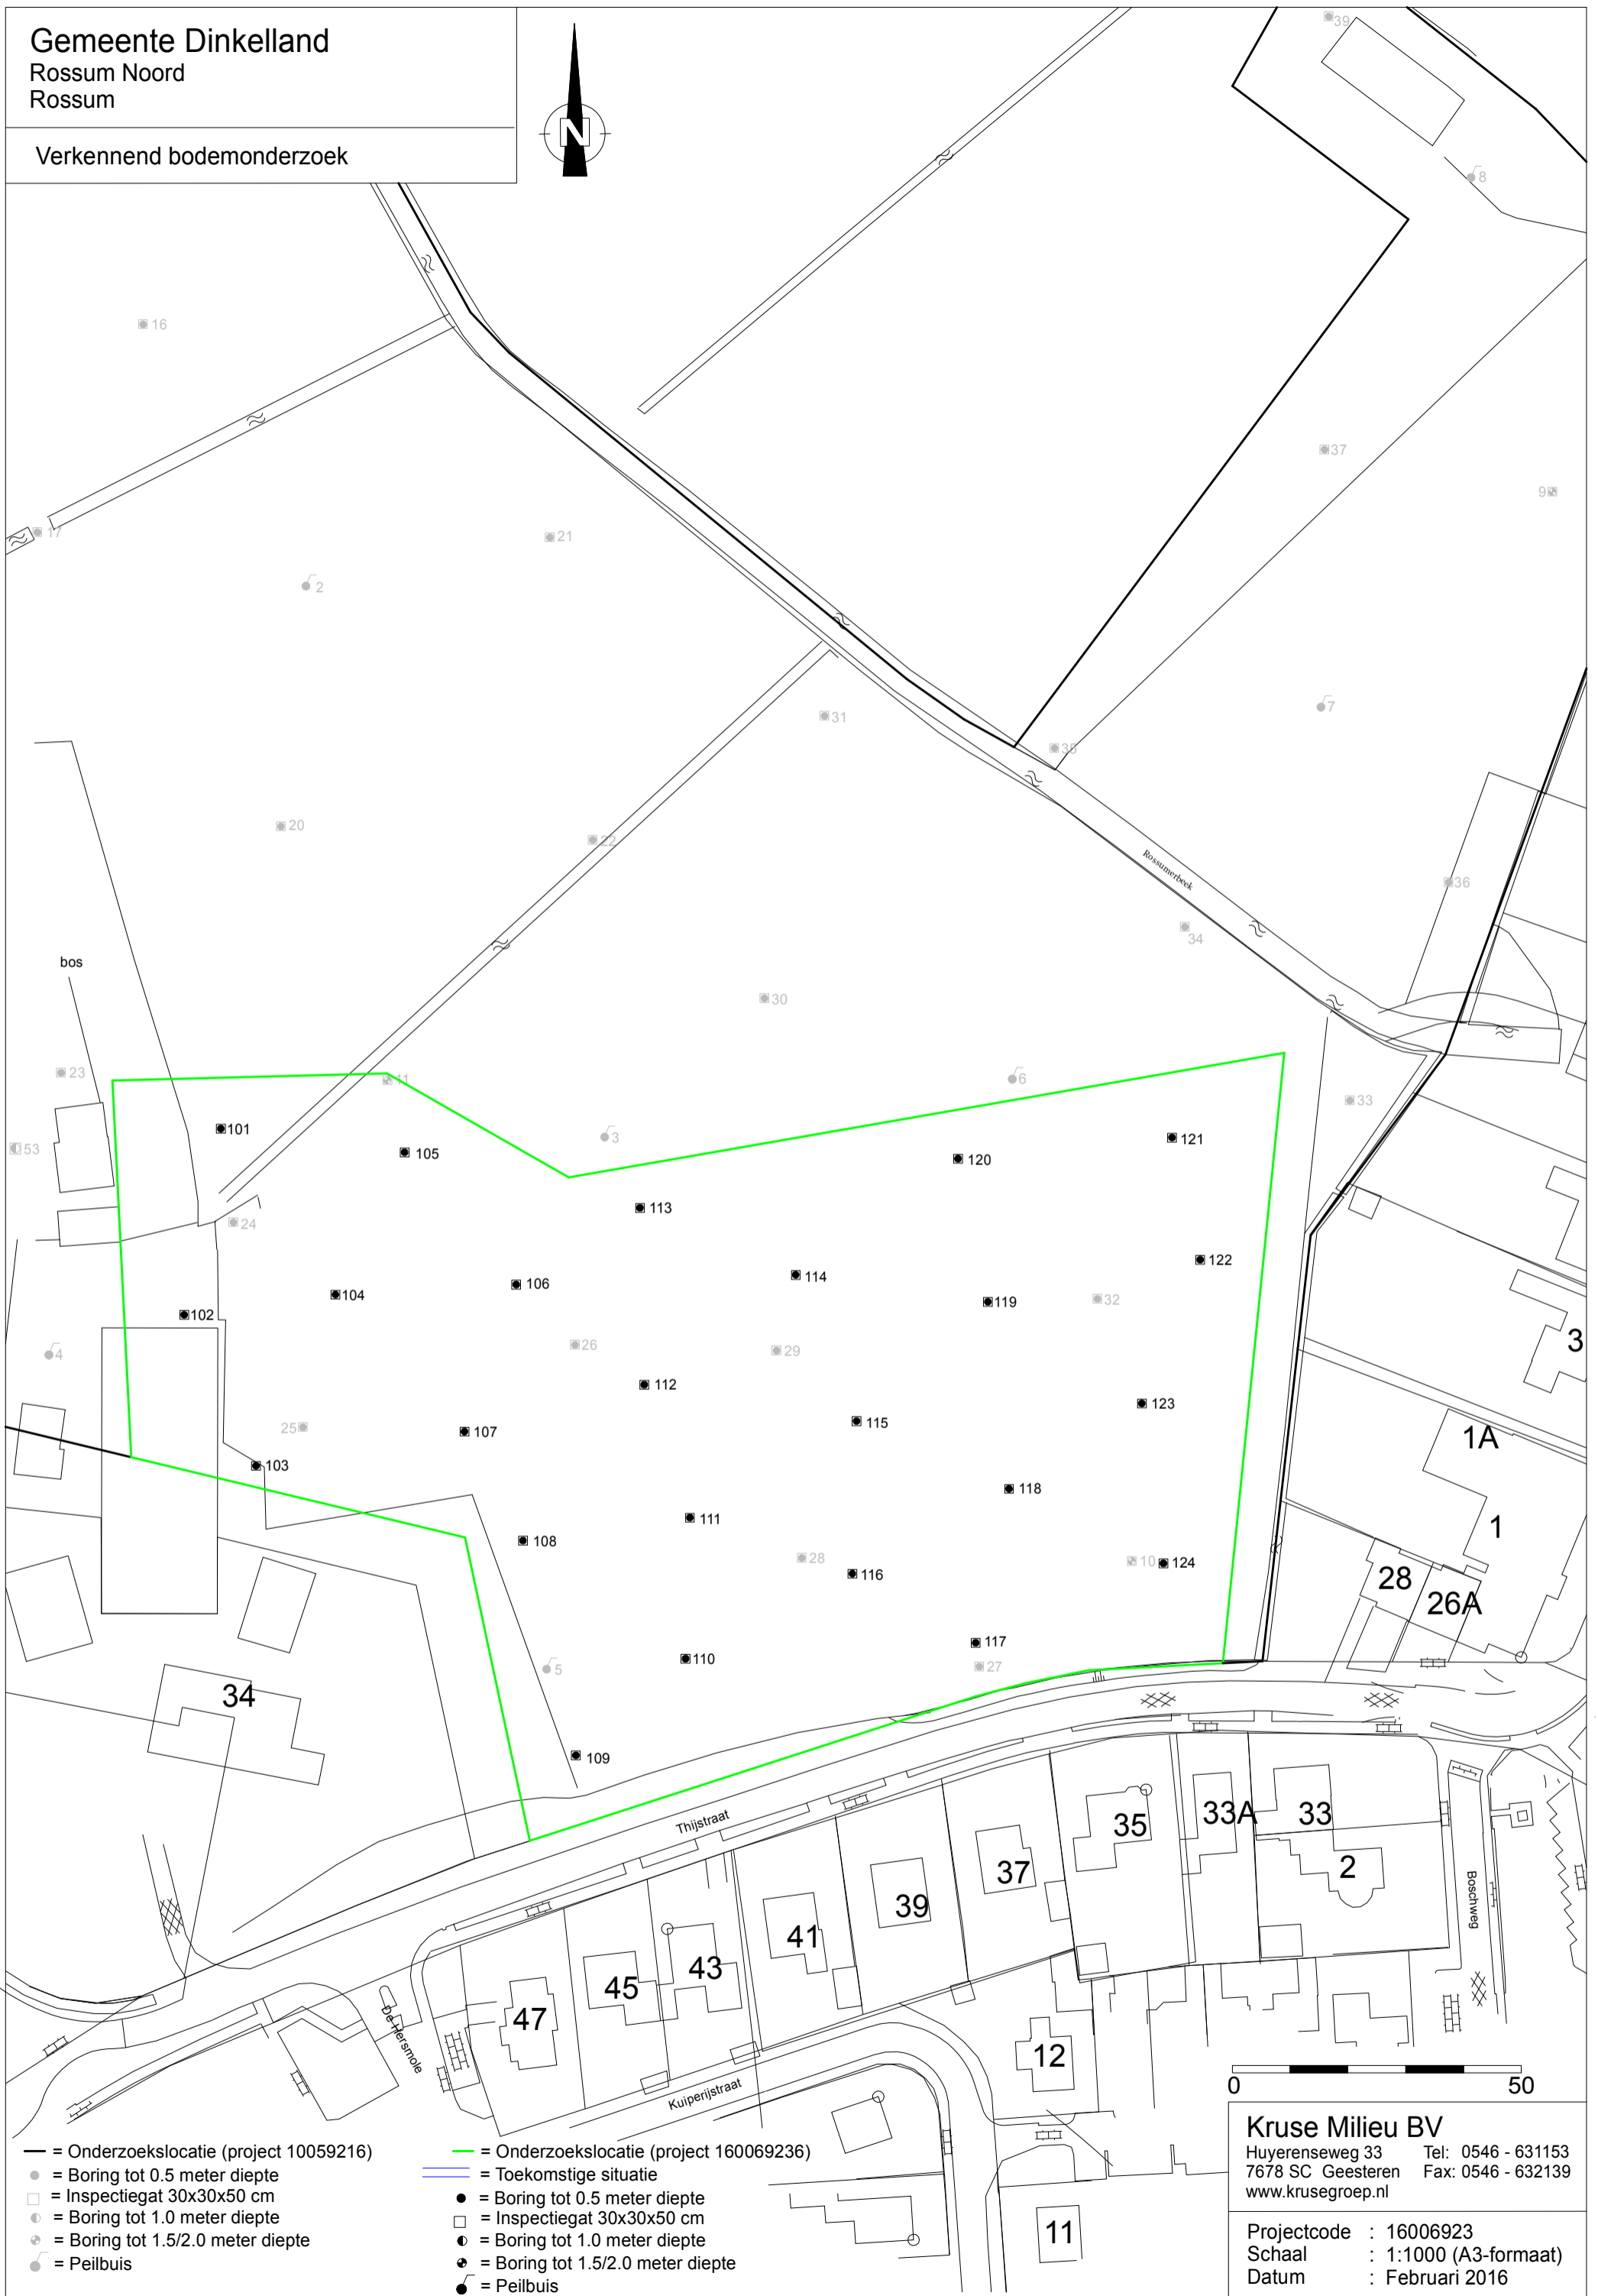 Gemeente Dinkelland
Rossum Noord
Rossum
Verkennend bodemonderzoek
N
39
8
16
37
9
17
21
2
7
31
38
20
22
Rossumerbeek
36
34
bos
30
23
11
6
33
53
101
105
3
120
121
113
24
122
106
114
104
119
32
102
26
29
4
3
112
123
115
25
107
1A
103
118
111
1
108
28
10
124
116
28
26A
117
110
27
5
34
109
Thijstraat
35
33A
33
2
37
39
Boschweg
41
43
45
47
De Hersmole
12
Kuiperijstraat
0
50
11
= Onderzoekslocatie (project 10059216)
= Boring tot 0.5 meter diepte
= Inspectiegat 30x30x50 cm
= Boring tot 1.0 meter diepte
= Boring tot 1.5/2.0 meter diepte
= Peilbuis
= Onderzoekslocatie (project 160069236)
= Toekomstige situatie
= Boring tot 0.5 meter diepte
= Inspectiegat 30x30x50 cm
= Boring tot 1.0 meter diepte
= Boring tot 1.5/2.0 meter diepte
= Peilbuis
Kruse Milieu BV
Huyerenseweg 33 Tel: 0546 - 631153
7678 SC Geesteren Fax: 0546 - 632139
www.krusegroep.nl
Projectcode : 16006923
Schaal : 1:1000 (A3-formaat)
Datum : Februari 2016